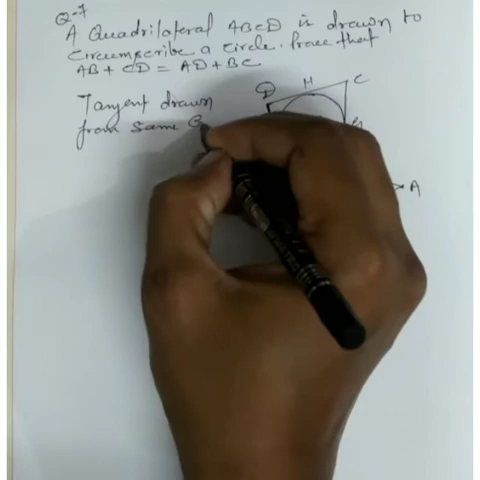 Q-7
A Quadrilateral ABCD is drawn to
circumscribe a circle. Prove that
AB + CD = AD + BC
Tangent drawn
from same
D H C
A